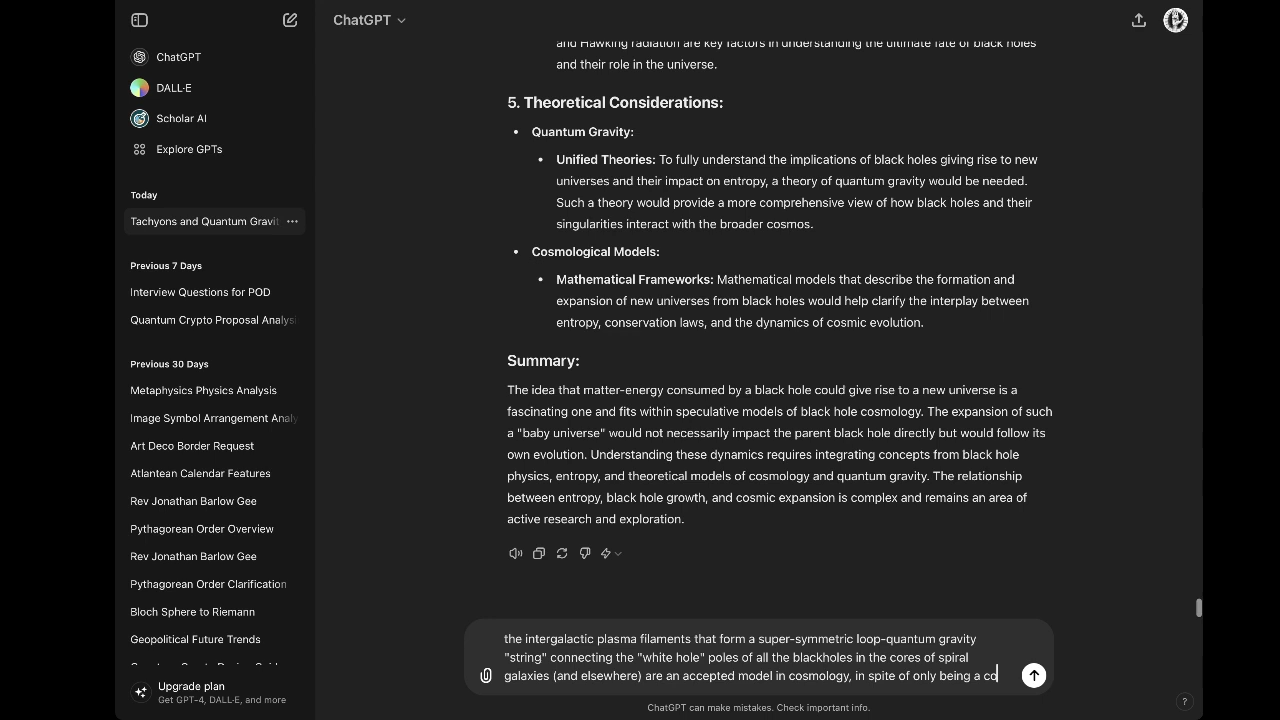 ChatGPT
DALL·E
Scholar AI
Explore GPTs
Today
Tachyons and Quantum Gravit
Previous 7 Days
Interview Questions for POD
Quantum Crypto Proposal Analysi
Previous 30 Days
Metaphysics Physics Analysis
Image Symbol Arrangement Analy
Art Deco Border Request
Atlantean Calendar Features
Rev Jonathan Barlow Gee
Pythagorean Order Overview
Rev Jonathan Barlow Gee
Pythagorean Order Clarification
Bloch Sphere to Riemann
Geopolitical Future Trends
Upgrade plan
Get GPT-4, DALL·E, and more
ChatGPT
and Hawking radiation are key factors in understanding the ultimate fate of black holes
and their role in the universe.
5. Theoretical Considerations:
• Quantum Gravity:
• Unified Theories: To fully understand the implications of black holes giving rise to new
universes and their impact on entropy, a theory of quantum gravity would be needed.
Such a theory would provide a more comprehensive view of how black holes and their
singularities interact with the broader cosmos.
• Cosmological Models:
• Mathematical Frameworks: Mathematical models that describe the formation and
expansion of new universes from black holes would help clarify the interplay between
entropy, conservation laws, and the dynamics of cosmic evolution.
Summary:
The idea that matter-energy consumed by a black hole could give rise to a new universe is a
fascinating one and fits within speculative models of black hole cosmology. The expansion of such
a "baby universe" would not necessarily impact the parent black hole directly but would follow its
own evolution. Understanding these dynamics requires integrating concepts from black hole
physics, entropy, and theoretical models of cosmology and quantum gravity. The relationship
between entropy, black hole growth, and cosmic expansion is complex and remains an area of
active research and exploration.
the intergalactic plasma filaments that form a super-symmetric loop-quantum gravity
"string" connecting the "white hole" poles of all the blackholes in the cores of spiral
galaxies (and elsewhere) are an accepted model in cosmology, in spite of only being a co
ChatGPT can make mistakes. Check important info.
?